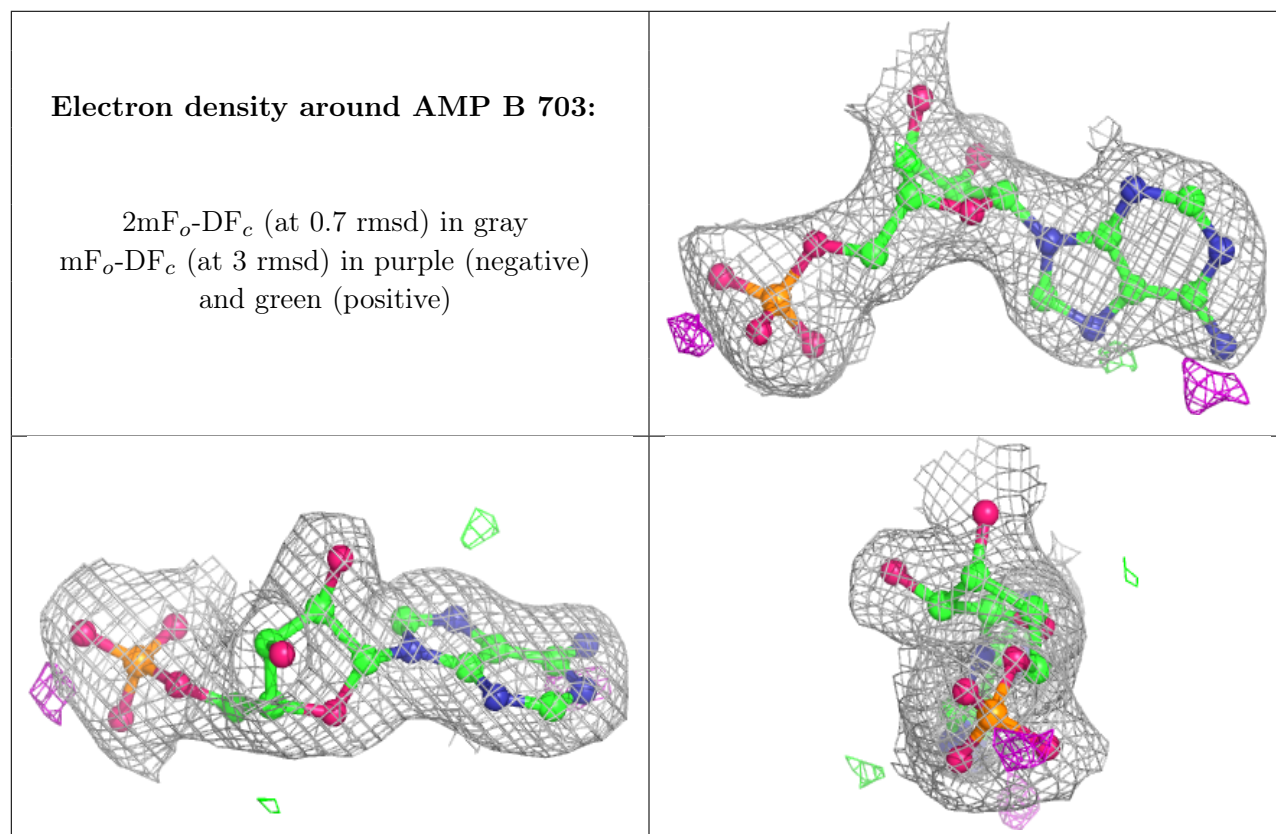 Electron density around AMP B 703:
2mFo-DFc (at 0.7 rmsd) in gray
mFo-DFc (at 3 rmsd) in purple (negative)
and green (positive)